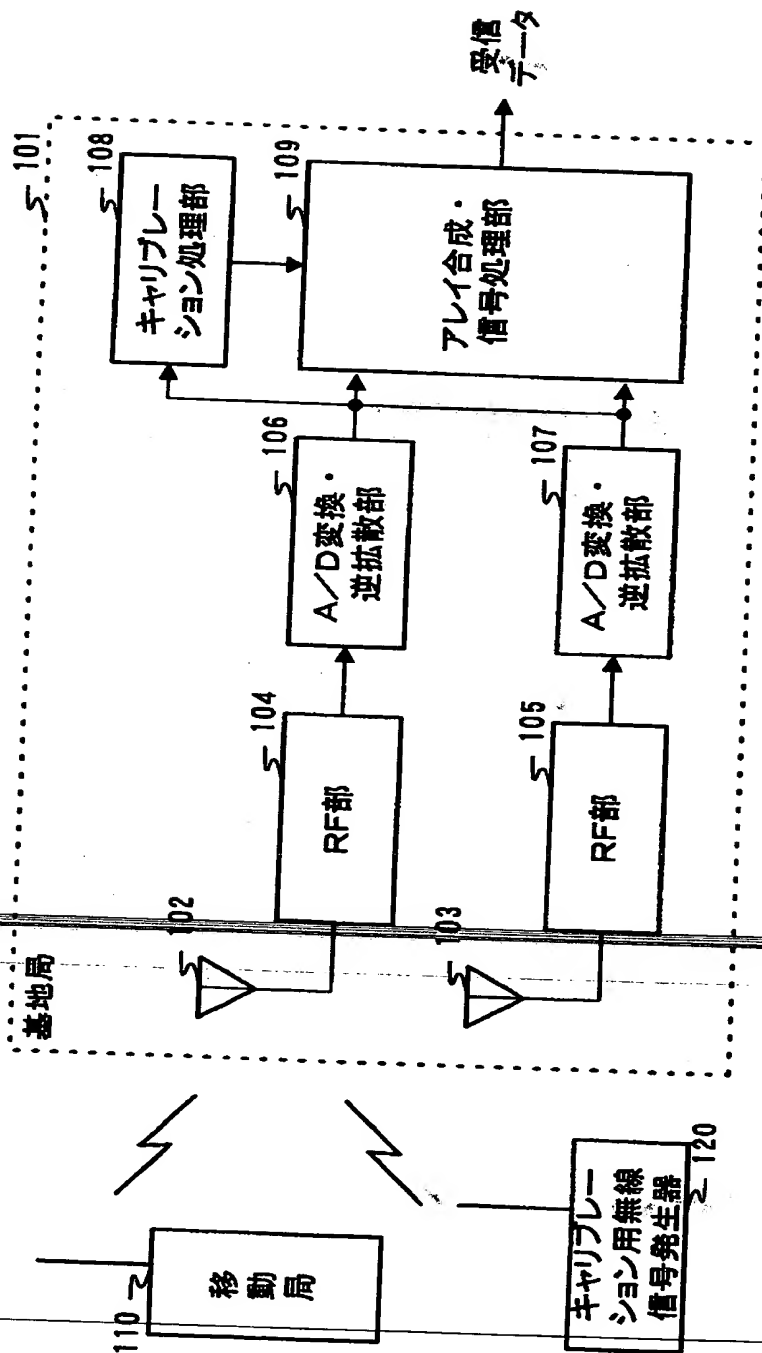 基地局
101
102
103
RF部
104
RF部
105
A/D変換・
逆拡散部
106
A/D変換・
逆拡散部
107
キャリブレー
ション処理部
108
アレイ合成・
信号処理部
109
受信
データ
移動局
110
キャリブレー
ション用無線
信号発生器
120